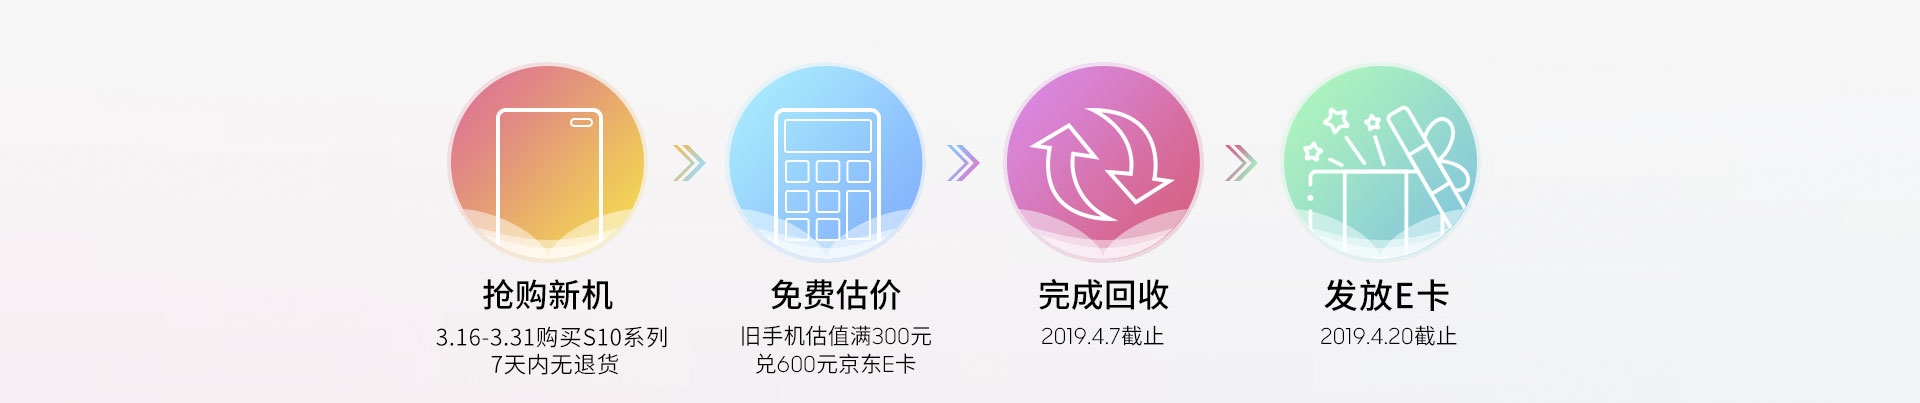 抢购新机
3.16-3.31购买S10系列
7天内无退货
免费估价
旧手机估值满300元
兑600元京东E卡
完成回收
2019.4.7截止
发放E卡
2019.4.20截止